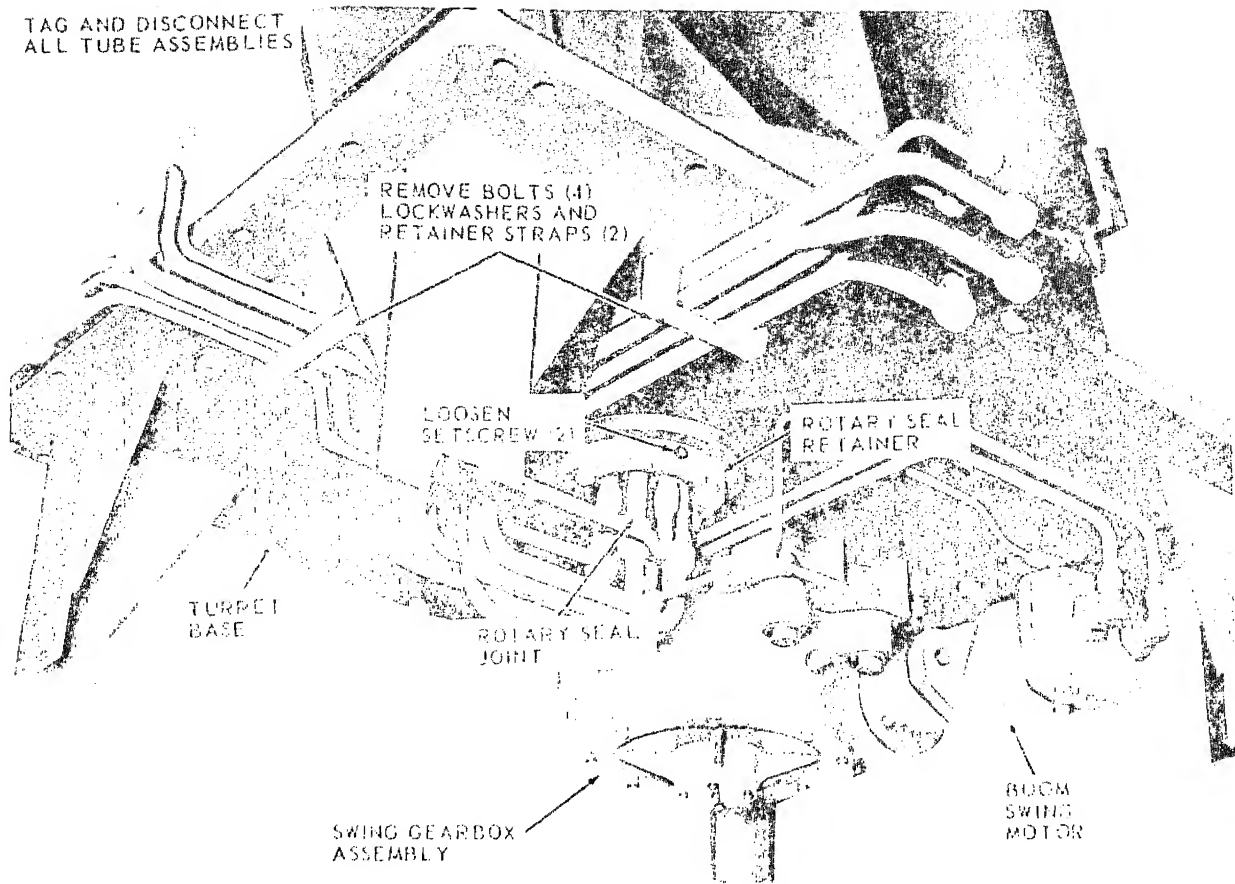 TAG AND DISCONNECT
ALL TUBE ASSEMBLIES
REMOVE BOLTS (4)
LOCKWASHERS AND
RETAINER STRAPS (2)
LOOSEN
SETSCREW (2)
ROTARY SEAL
RETAINER
TURRET
BASE
ROTARY SEAL
JOINT
SWING GEARBOX
ASSEMBLY
BOOM
SWING
MOTOR